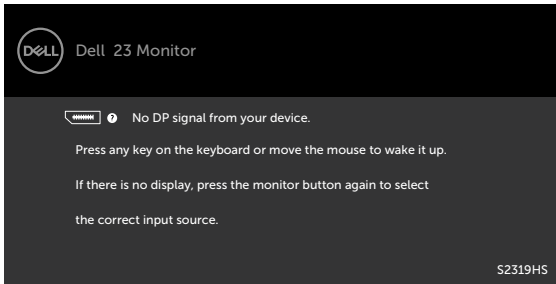 DELL
Dell 23 Monitor
? No DP signal from your device.
Press any key on the keyboard or move the mouse to wake it up.
If there is no display, press the monitor button again to select
the correct input source.
S2319HS